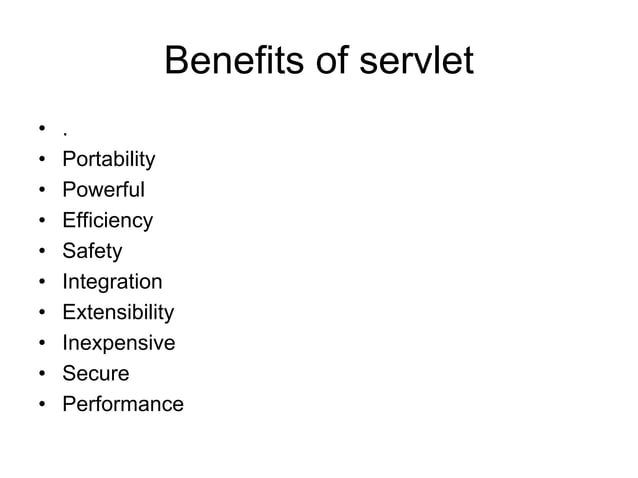 Benefits of servlet
• .
• Portability
• Powerful
• Efficiency
• Safety
• Integration
• Extensibility
• Inexpensive
• Secure
• Performance